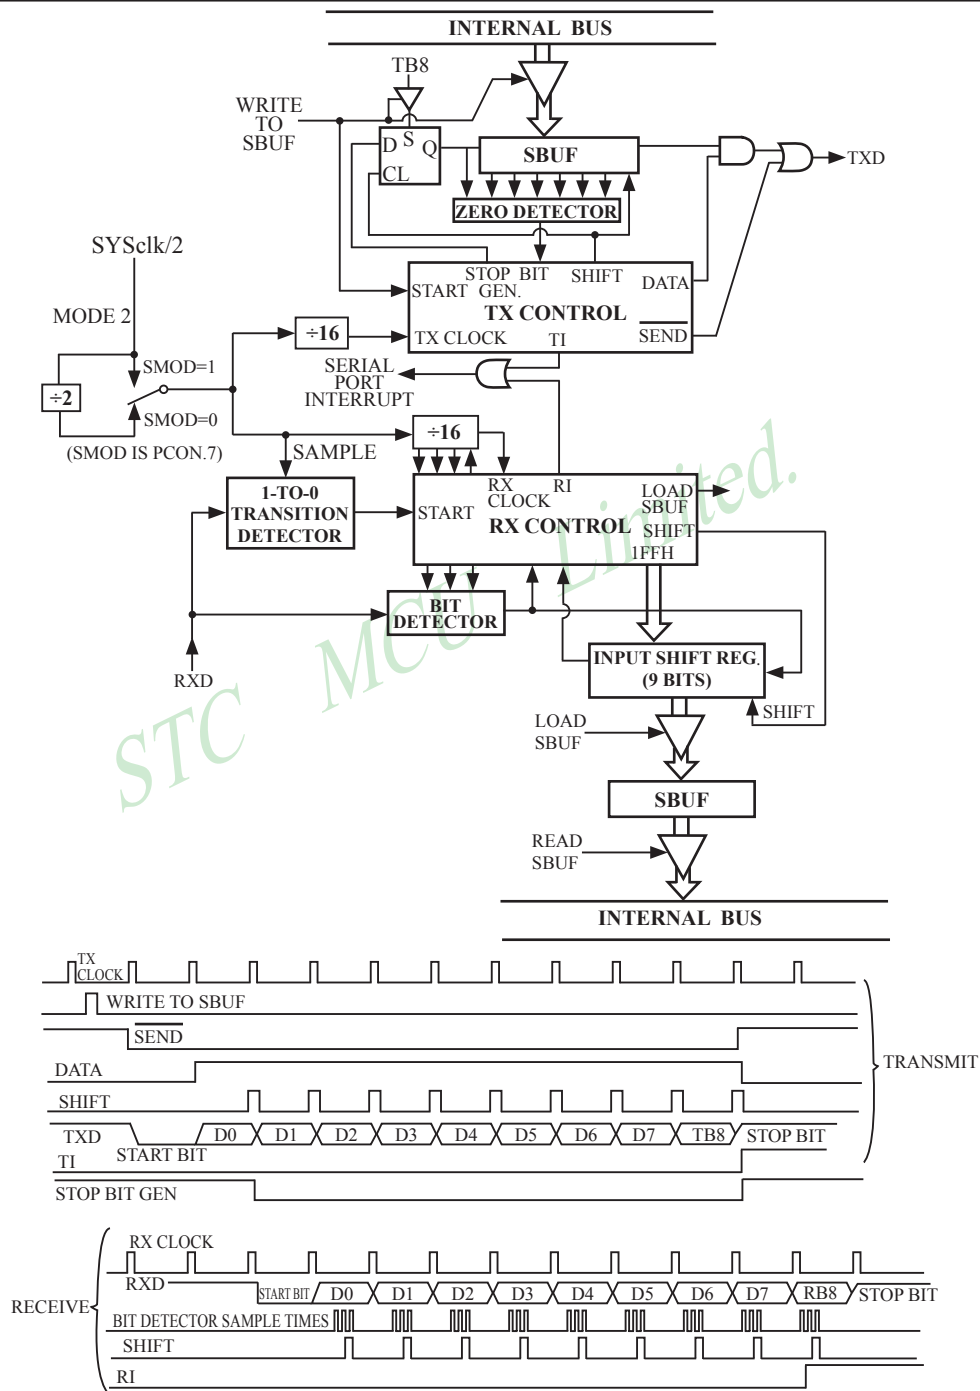 INTERNAL BUS
TB8
WRITE
TO
SBUF
D S Q
CL
SBUF
TXD
ZERO DETECTOR
SYSclk/2
STOP BIT SHIFT
GEN.
START
DATA
TX CONTROL
MODE 2
÷16
TX CLOCK TI SEND
SMOD=1
SERIAL
PORT
INTERRUPT
÷2
SMOD=0
(SMOD IS PCON.7)
÷16
SAMPLE
1-TO-0
TRANSITION
DETECTOR
RX
CLOCK
RI
LOAD
SBUF
START
RX CONTROL
SHIFT
1FFH
BIT
DETECTOR
RXD
INPUT SHIFT REG.
(9 BITS)
SHIFT
LOAD
SBUF
SBUF
READ
SBUF
INTERNAL BUS
STC MCU Limited.
TX
CLOCK
WRITE TO SBUF
SEND
DATA
TRANSMIT
SHIFT
TXD START BIT D0 D1 D2 D3 D4 D5 D6 D7 TB8 STOP BIT
TI
STOP BIT GEN
RX CLOCK
RXD START BIT D0 D1 D2 D3 D4 D5 D6 D7 RB8 STOP BIT
RECEIVE
BIT DETECTOR SAMPLE TIMES
SHIFT
RI